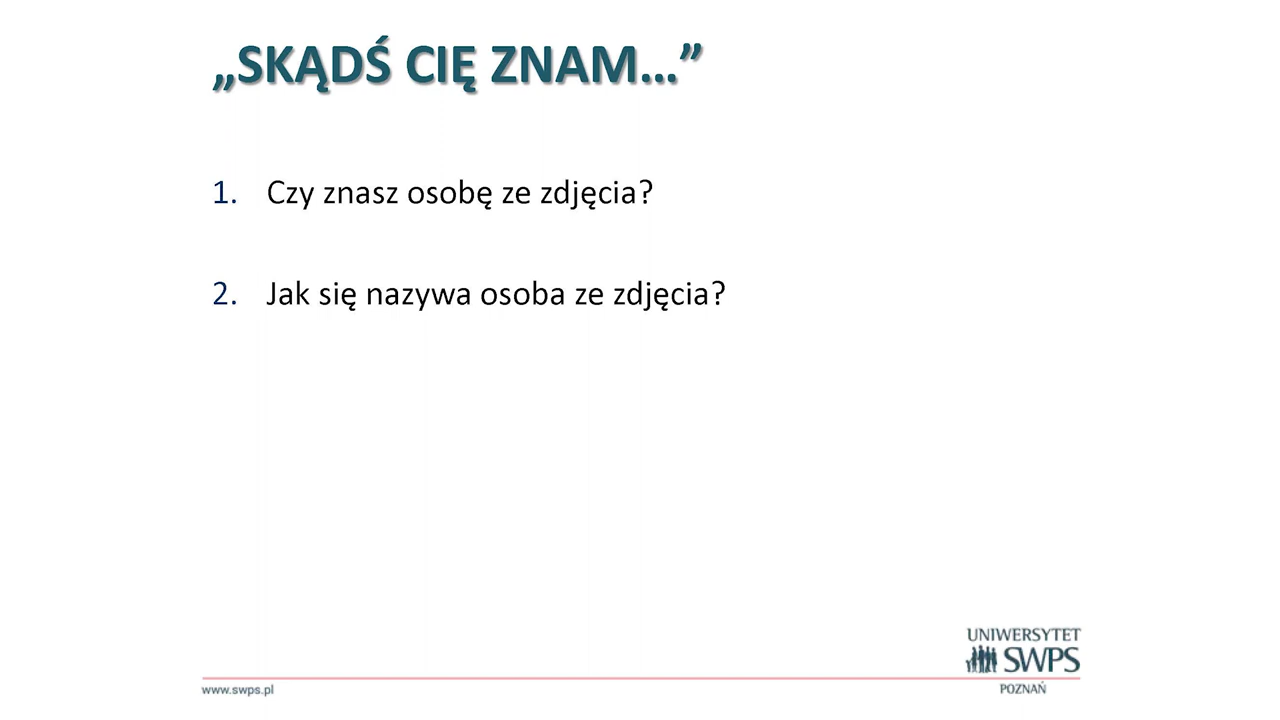 „SKĄDŚ CIĘ ZNAM...”
1. Czy znasz osobę ze zdjęcia?
2. Jak się nazywa osoba ze zdjęcia?
UNIWERSYTET
SWPS
www.swps.pl
POZNAŃ